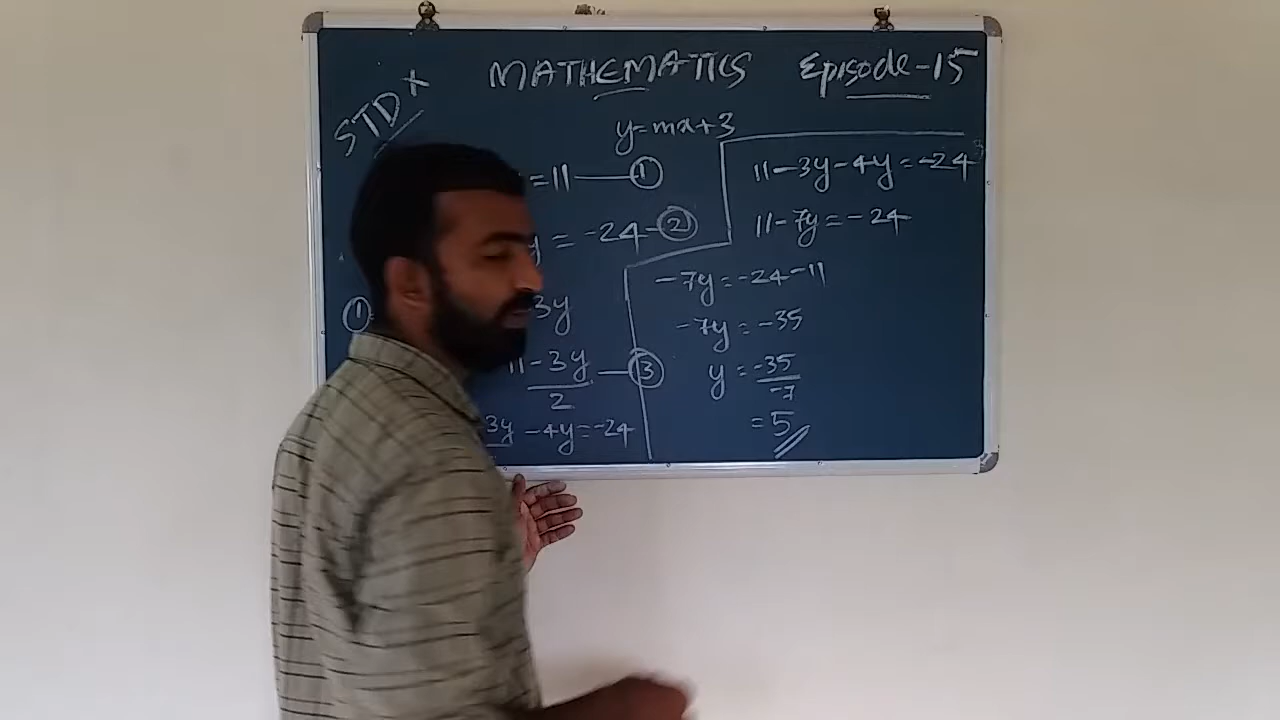 STD X
MATHEMATICS Episode-15
y=mx+3
=11 — ①
y = -24 - ②
① 3y
11-3y/2 — ③
3y -4y=-24
11-3y-4y=-24
11-7y=-24
-7y=-24-11
-7y=-35
y=-35/-7
=5